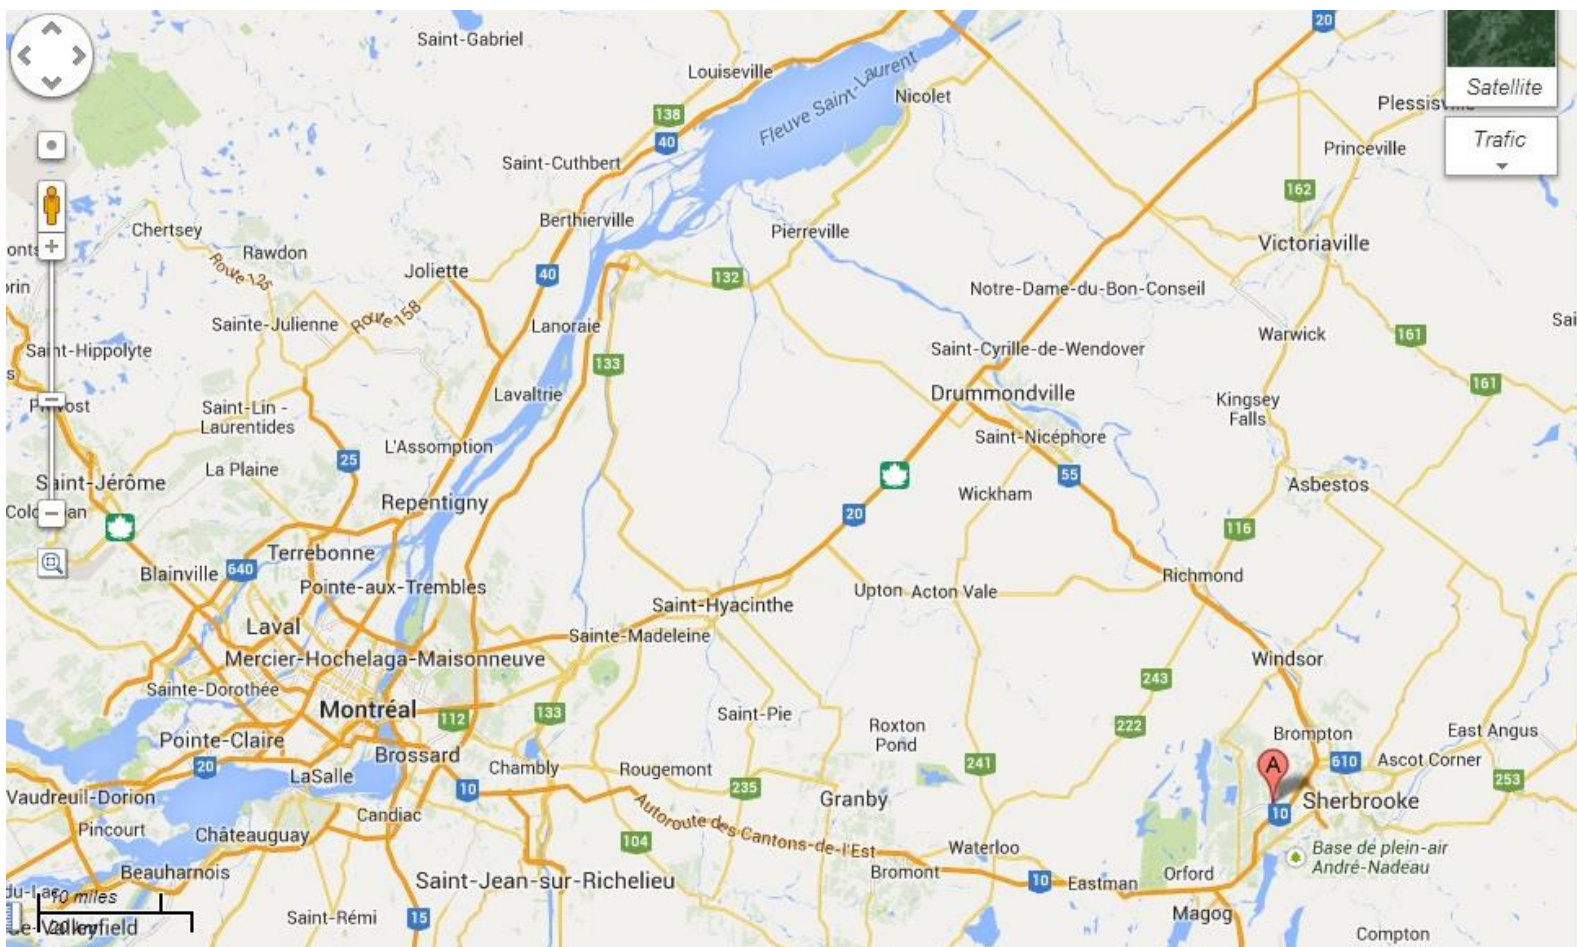 20
Saint-Gabriel
Louiseville
Fleuve Saint-Laurent
Nicolet
Satellite
Plessisville
138
40
Trafic
Princeville
Saint-Cuthbert
162
Berthierville
Chertsey
Pierreville
Victoriaville
Rawdon
Route 125
Joliette
40
132
Notre-Dame-du-Bon-Conseil
Route 158
Sainte-Julienne
Lanoraie
Warwick
161
Saint-Hippolyte
133
Saint-Cyrille-de-Wendover
161
Lavaltrie
Drummondville
Kingsey
Falls
Saint-Lin -
Laurentides
L'Assomption
Saint-Nicéphore
25
La Plaine
55
Saint-Jérôme
Asbestos
Wickham
Repentigny
20
116
Terrebonne
640
Blainville
Pointe-aux-Trembles
Richmond
Upton
Acton Vale
Saint-Hyacinthe
Laval
Sainte-Madeleine
Mercier-Hochelaga-Maisonneuve
Windsor
243
Sainte-Dorothée
Montréal
112
133
Saint-Pie
Roxton
Pond
222
Pointe-Claire
Brompton
East Angus
Brossard
20
LaSalle
Chambly
Rougemont
241
A
610
Ascot Corner
253
Vaudreuil-Dorion
10
235
Granby
Sherbrooke
Candiac
Autoroute des Cantons-de-l'Est
10
Pincourt
Châteauguay
104
Waterloo
Base de plein-air
André-Nadeau
Beauharnois
Bromont
10
Eastman
Orford
Saint-Jean-sur-Richelieu
10 miles
20 km
Saint-Rémi
15
Magog
Compton